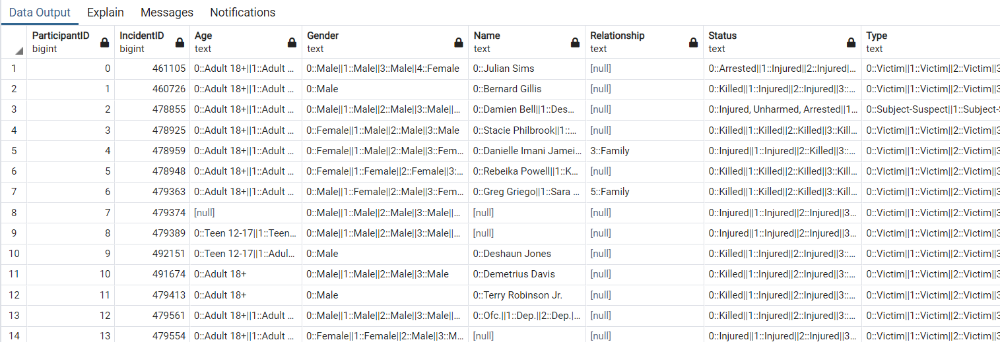 Data Output Explain Messages Notifications
ParticipantID IncidentID Age Gender Name Relationship Status Type
bigint bigint text text text text text text
1 0 461105 0::Adult 18+||1::Adult ... 0::Male||1::Male||3::Male||4::Female 0::Julian Sims [null] 0::Arrested||1::Injured||2::Injured|... 0::Victim||1::Victim||2::Victim||3
2 1 460726 0::Adult 18+||1::Adult ... 0::Male 0::Bernard Gillis [null] 0::Killed||1::Injured||2::Injured||3::... 0::Victim||1::Victim||2::Victim||3
3 2 478855 0::Adult 18+||1::Adult ... 0::Male||1::Male||2::Male||3::Male||... 0::Damien Bell||1::Des... [null] 0::Injured, Unharmed, Arrested||1... 0::Subject-Suspect||1::Subject-S
4 3 478925 0::Adult 18+||1::Adult ... 0::Female||1::Male||2::Male||3::Male 0::Stacie Philbrook||1::... [null] 0::Killed||1::Killed||2::Killed||3::Kill... 0::Victim||1::Victim||2::Victim||3
5 4 478959 0::Adult 18+||1::Adult ... 0::Female||1::Male||2::Male||3::Fem... 0::Danielle Imani Jamei... 3::Family 0::Injured||1::Injured||2::Killed||3::... 0::Victim||1::Victim||2::Victim||3
6 5 478948 0::Adult 18+||1::Adult ... 0::Female||1::Female||2::Female||3::... 0::Rebeika Powell||1::K... [null] 0::Killed||1::Killed||2::Killed||3::Kill... 0::Victim||1::Victim||2::Victim||3
7 6 479363 0::Adult 18+||1::Adult ... 0::Male||1::Female||2::Male||3::Fem... 0::Greg Griego||1::Sara ... 5::Family 0::Killed||1::Killed||2::Killed||3::Kill... 0::Victim||1::Victim||2::Victim||3
8 7 479374 [null] 0::Male||1::Male||2::Male||3::Male||... [null] [null] 0::Injured||1::Injured||2::Injured||3... 0::Victim||1::Victim||2::Victim||3
9 8 479389 0::Teen 12-17||1::Teen... 0::Male||1::Male||2::Male||3::Male||... [null] [null] 0::Injured||1::Injured||2::Injured||3... 0::Victim||1::Victim||2::Victim||3
10 9 492151 0::Teen 12-17||1::Adul... 0::Male 0::Deshaun Jones [null] 0::Killed||1::Injured||2::Injured||3::... 0::Victim||1::Victim||2::Victim||3
11 10 491674 0::Adult 18+ 0::Male||1::Male||2::Male||3::Male 0::Demetrius Davis [null] 0::Killed||1::Injured||2::Injured||3::... 0::Victim||1::Victim||2::Victim||3
12 11 479413 0::Adult 18+ 0::Male 0::Terry Robinson Jr. [null] 0::Killed||1::Injured||2::Injured||3::... 0::Victim||1::Victim||2::Victim||3
13 12 479561 0::Adult 18+||1::Adult ... 0::Male||1::Male||2::Male||3::Male||... 0::Ofc.||1::Dep.||2::Dep.|... [null] 0::Killed||1::Injured||2::Injured||3::... 0::Victim||1::Victim||2::Victim||3
14 13 479554 0::Adult 18+||1::Adult ... 0::Female||1::Female||2::Male||3::M... [null] [null] 0::Injured||1::Injured||2::Injured||3... 0::Victim||1::Victim||2::Victim||3